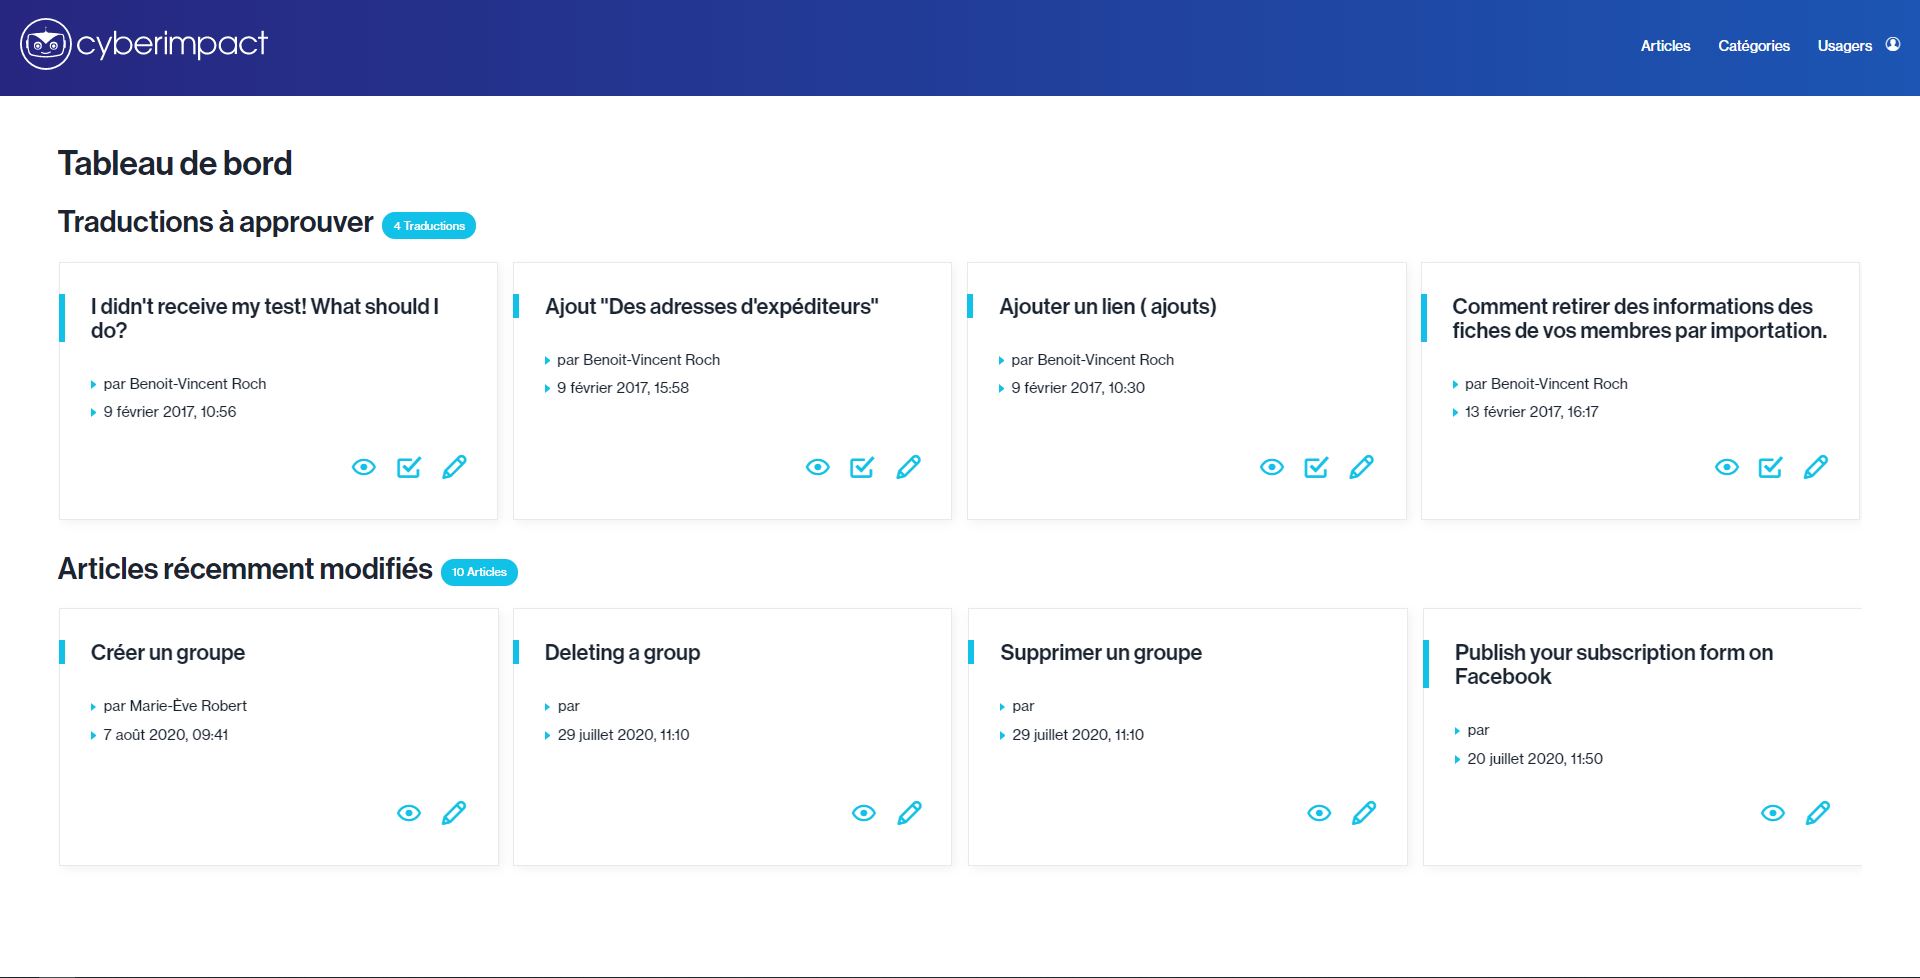 cyberimpact
Articles
Catégories
Usagers
Tableau de bord
Traductions à approuver
4 Traductions
I didn't receive my test! What should I
do?
par Benoit-Vincent Roch
9 février 2017, 10:56
Ajout "Des adresses d'expéditeurs"
par Benoit-Vincent Roch
9 février 2017, 15:58
Ajouter un lien ( ajouts)
par Benoit-Vincent Roch
9 février 2017, 10:30
Comment retirer des informations des
fiches de vos membres par importation.
par Benoit-Vincent Roch
13 février 2017, 16:17
Articles récemment modifiés
10 Articles
Créer un groupe
par Marie-Ève Robert
7 août 2020, 09:41
Deleting a group
par
29 juillet 2020, 11:10
Supprimer un groupe
par
29 juillet 2020, 11:10
Publish your subscription form on
Facebook
par
20 juillet 2020, 11:50